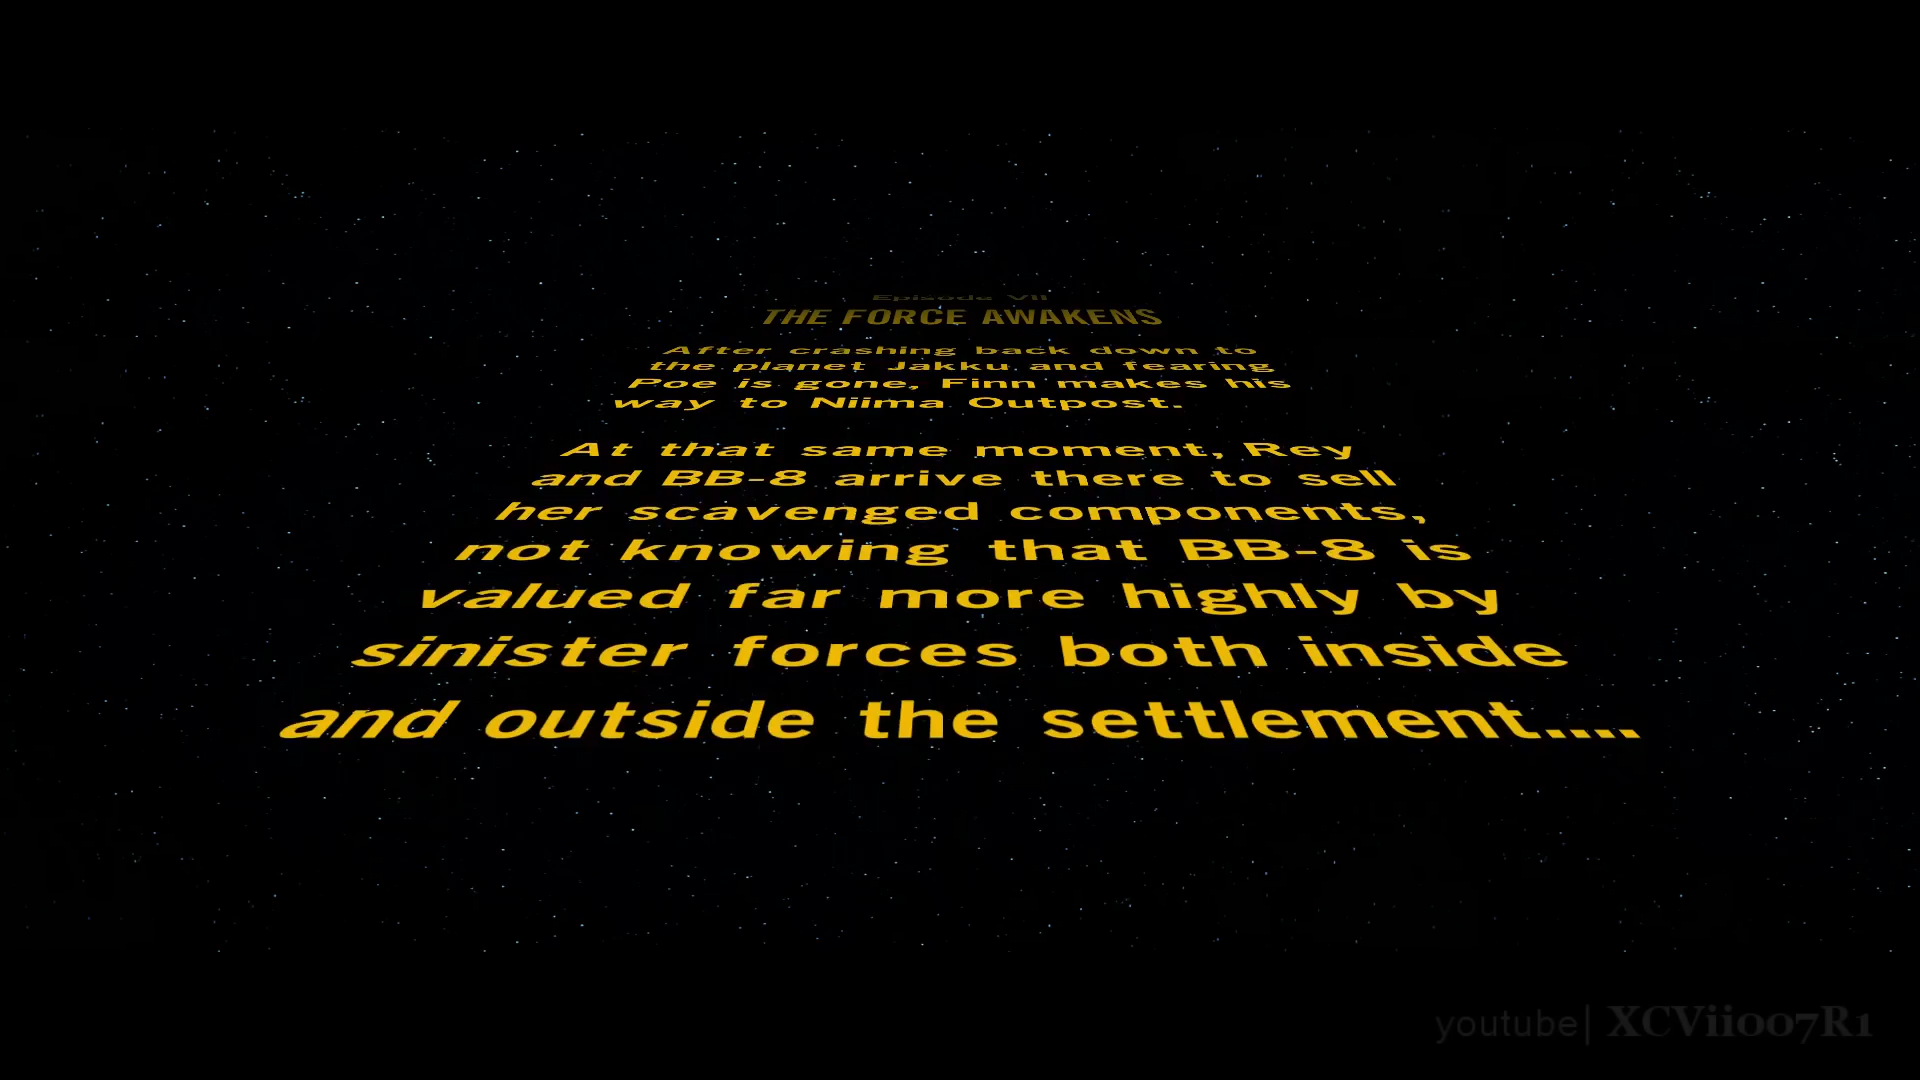 Episode VII
THE FORCE AWAKENS
After crashing back down to
the planet Jakku and fearing
Poe is gone, Finn makes his
way to Niima Outpost.
At that same moment, Rey
and BB-8 arrive there to sell
her scavenged components,
not knowing that BB-8 is
valued far more highly by
sinister forces both inside
and outside the settlement....
youtube| XCVii007R1